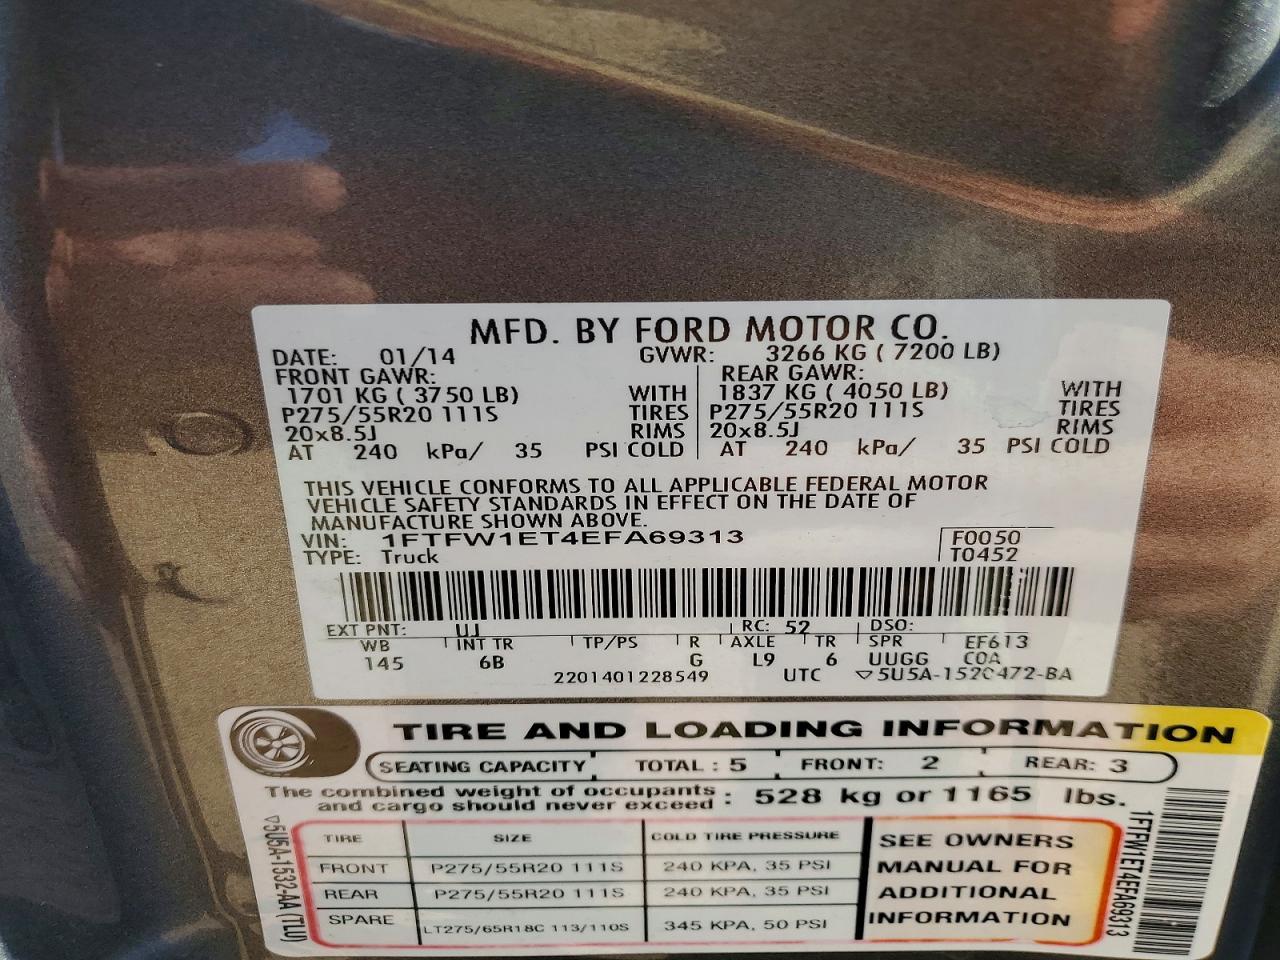 MFD. BY FORD MOTOR CO.
DATE: 01/14 GVWR: 3266 KG ( 7200 LB)
FRONT GAWR: REAR GAWR:
1701 KG ( 3750 LB) WITH 1837 KG ( 4050 LB) WITH
P275/55R20 111S TIRES P275/55R20 111S TIRES
20x8.5J RIMS 20x8.5J RIMS
AT 240 kPa/ 35 PSI COLD AT 240 kPa/ 35 PSI COLD
THIS VEHICLE CONFORMS TO ALL APPLICABLE FEDERAL MOTOR
VEHICLE SAFETY STANDARDS IN EFFECT ON THE DATE OF
MANUFACTURE SHOWN ABOVE.
VIN: 1FTFW1ET4EFA69313 F0050
TYPE: Truck T0452
EXT PNT: UJ RC: 52 DSO:
WB INT TR TP/PS R AXLE TR SPR EF613
145 6B G L9 6 UUGG COA
2201401228549 UTC ▽5U5A-1520472-BA
TIRE AND LOADING INFORMATION
SEATING CAPACITY TOTAL : 5 FRONT: 2 REAR: 3
The combined weight of occupants
and cargo should never exceed : 528 kg or 1165 lbs.
TIRE SIZE COLD TIRE PRESSURE
FRONT P275/55R20 111S 240 KPA, 35 PSI
REAR P275/55R20 111S 240 KPA, 35 PSI
SPARE LT275/65R18C 113/110S 345 KPA, 50 PSI
SEE OWNERS
MANUAL FOR
ADDITIONAL
INFORMATION
▽5U5A-1532-AA (TLU)
1FTFW1ET4EFA69313